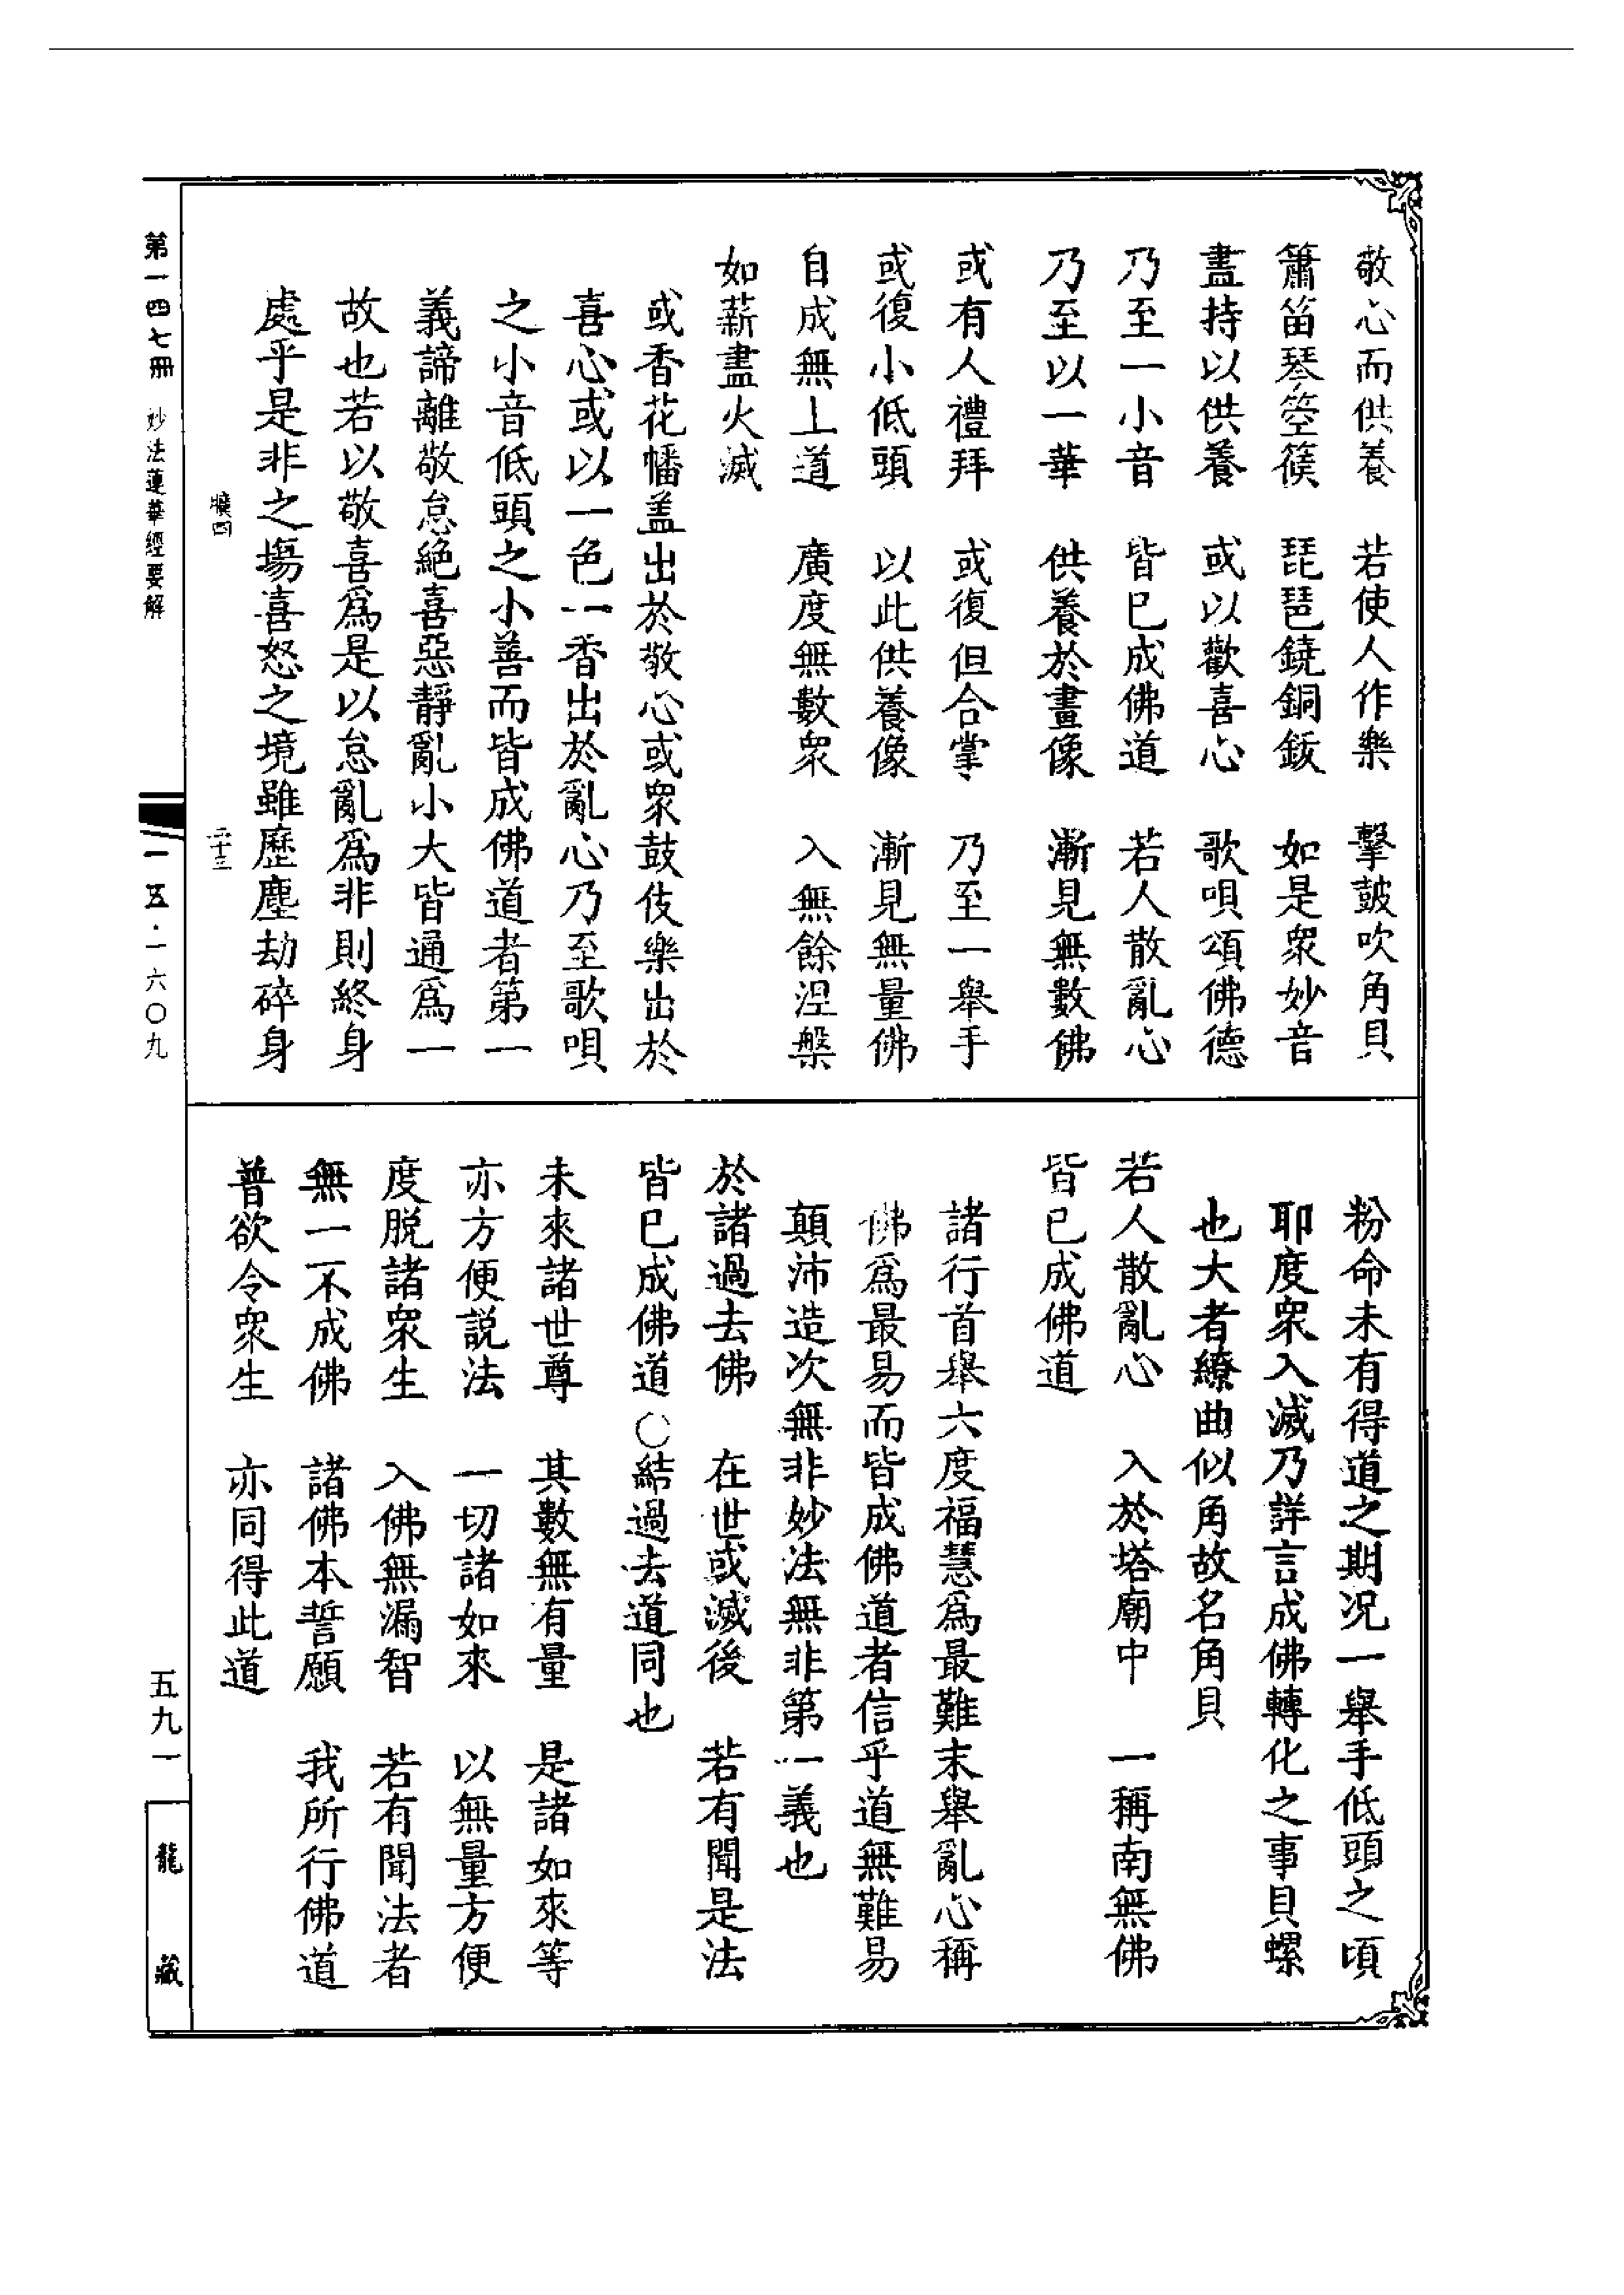 敬心而供養　若使人作樂　擊鼓吹角貝
簫笛琴箜篌　琵琶鐃銅鈸　如是衆妙音
盡持以供養　或以歡喜心　歌唄頌佛德
乃至一小音　皆已成佛道　若人散亂心
乃至以一華　供養於畫像　漸見無數佛
或有人禮拜　或復但合掌　乃至一舉手
或復小低頭　以此供養像　漸見無量佛
自成無上道　廣度無數衆　入無餘涅槃
如薪盡火滅
或香花幡盖出於敬心或衆鼓伎樂出於
喜心或以一色一香出於亂心乃至歌唄
之小音低頭之小善而皆成佛道者第一
義諦離敬怠絕喜惡靜亂小大皆通爲一
故也若以敬喜爲是以怠亂爲非則終身
處乎是非之塲喜怒之境雖歷塵劫碎身
粉命未有得道之期况一舉手低頭之頃
耶度衆入滅乃詳言成佛轉化之事貝螺
也大者繚曲似角故名角貝
若人散亂心　入於塔廟中　一稱南無佛
皆已成佛道
諸行首舉六度福慧爲最難末舉亂心稱
佛爲最易而皆成佛道者信乎道無難易
顛沛造次無非妙法無非第一義也
於諸過去佛　在世或滅後　若有聞是法
皆已成佛道○結過去道同也
未來諸世尊　其數無有量　是諸如來等
亦方便説法　一切諸如來　以無量方便
度脫諸衆生　入佛無漏智　若有聞法者
無一不成佛　諸佛本誓願　我所行佛道
普欲令衆生　亦同得此道
曠四
二十三
第一四七冊　妙法蓮華經要解
一五·一六〇九
五九一
龍藏